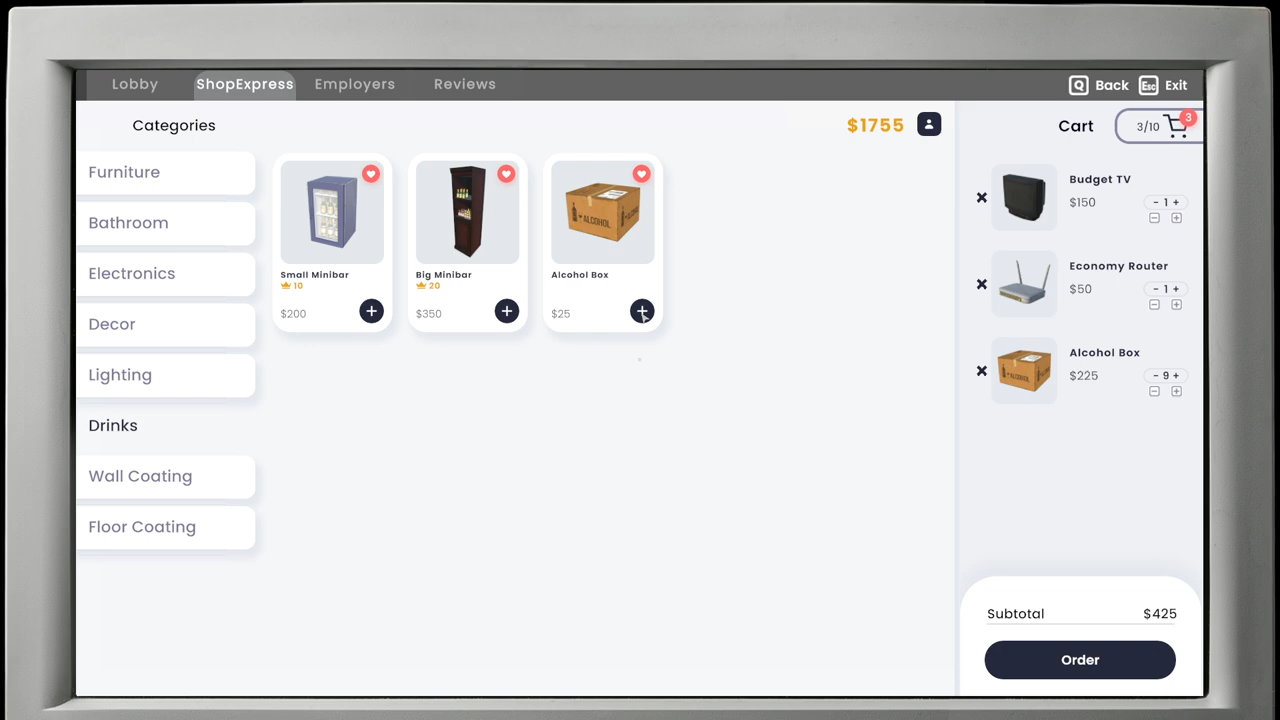 Lobby
ShopExpress
Employers
Reviews
Q Back Esc Exit
Categories
$1755
Cart
3/10
3
Furniture
Bathroom
Electronics
Decor
Lighting
Drinks
Wall Coating
Floor Coating
ALCOHOL
Small Minibar
10
$200
+
Big Minibar
20
$350
+
Alcohol Box
$25
+
Budget TV
$150
- 1 +
Economy Router
$50
- 1 +
ALCOHOL
Alcohol Box
$225
- 9 +
Subtotal
$425
Order